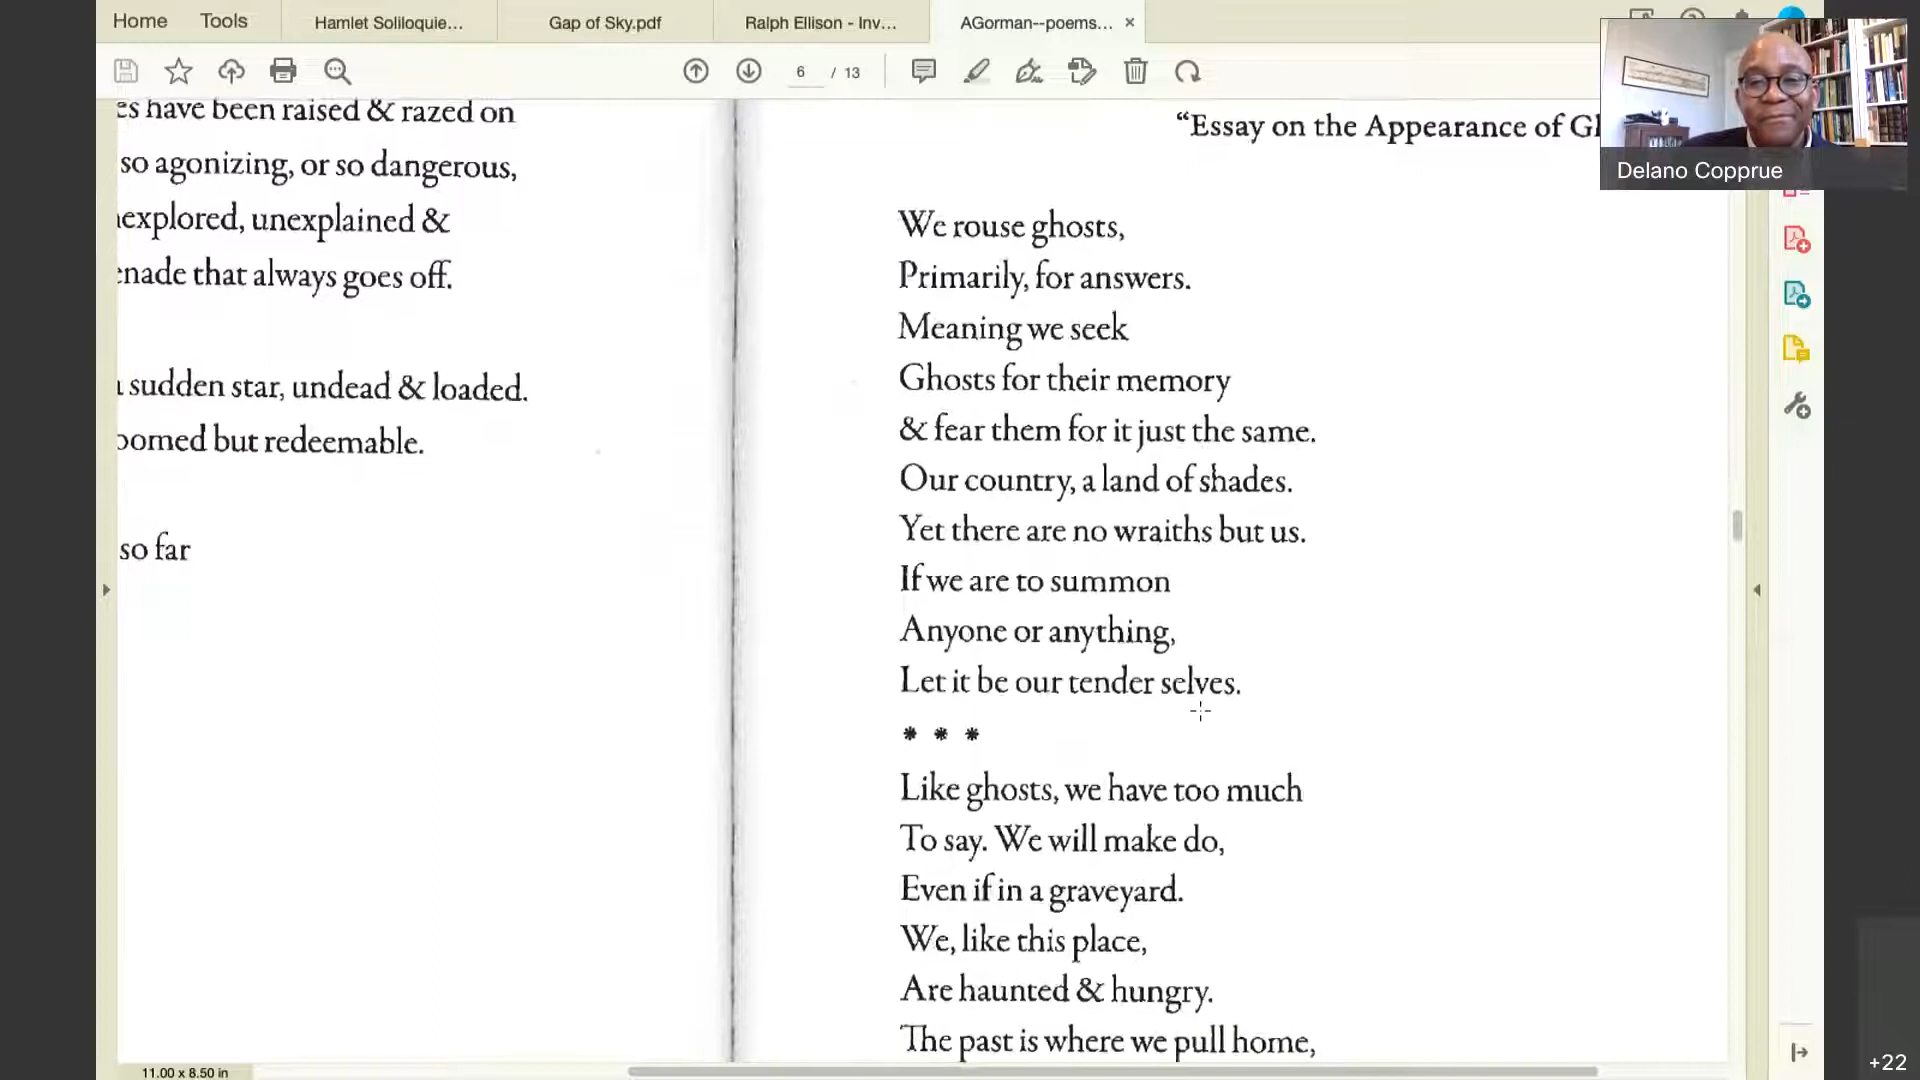 Home Tools Hamlet Soliloquie... Gap of Sky.pdf Ralph Ellison - Inv... AGorman--poems... ×
6 / 13
Delano Copprue
have been raised & razed on
so agonizing, or so dangerous,
unexplained &
that always goes off.
sudden star, undead & loaded.
but redeemable.
so far
“Essay on the Appearance of
We rouse ghosts,
Primarily, for answers.
Meaning we seek
Ghosts for their memory
& fear them for it just the same.
Our country, a land of shades.
Yet there are no wraiths but us.
If we are to summon
Anyone or anything,
Let it be our tender selves.
* * *
Like ghosts, we have too much
To say. We will make do,
Even if in a graveyard.
We, like this place,
Are haunted & hungry.
The past is where we pull home,
11.00 x 8.50 in
+22